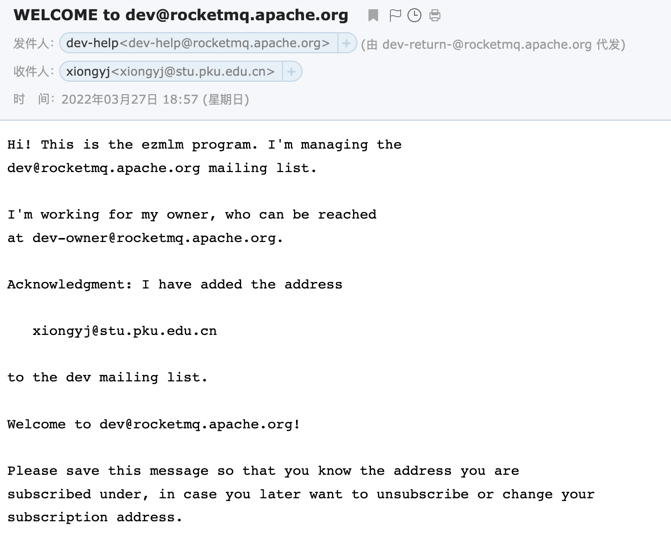 WELCOME to dev@rocketmq.apache.org
发件人： dev-help<dev-help@rocketmq.apache.org> + (由 dev-return-@rocketmq.apache.org 代发)
收件人： xiongyj<xiongyj@stu.pku.edu.cn> +
时 间： 2022年03月27日 18:57 (星期日)
Hi! This is the ezmlm program. I'm managing the
dev@rocketmq.apache.org mailing list.
I'm working for my owner, who can be reached
at dev-owner@rocketmq.apache.org.
Acknowledgment: I have added the address
xiongyj@stu.pku.edu.cn
to the dev mailing list.
Welcome to dev@rocketmq.apache.org!
Please save this message so that you know the address you are
subscribed under, in case you later want to unsubscribe or change your
subscription address.